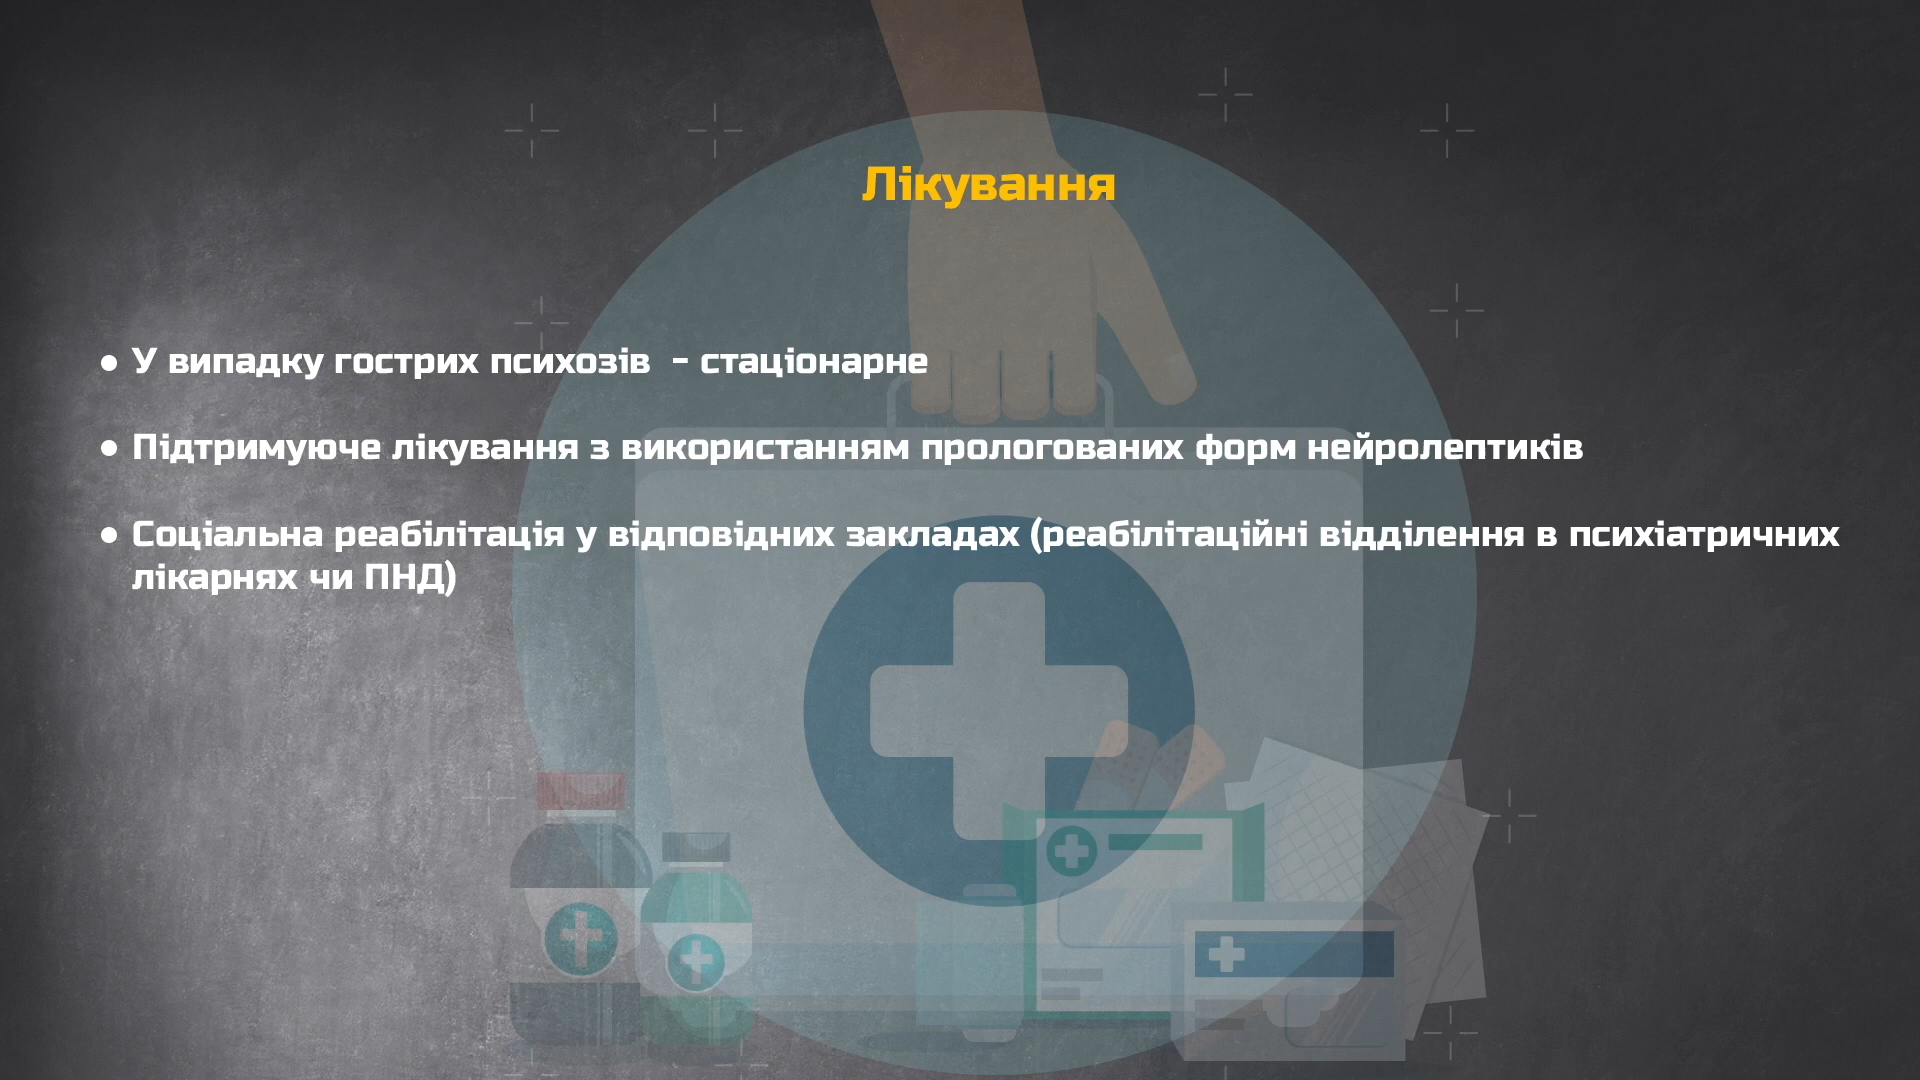 Лікування
● У випадку гострих психозів - стаціонарне
● Підтримуюче лікування з використанням прологованих форм нейролептиків
● Соціальна реабілітація у відповідних закладах (реабілітаційні відділення в психіатричних
лікарнях чи ПНД)